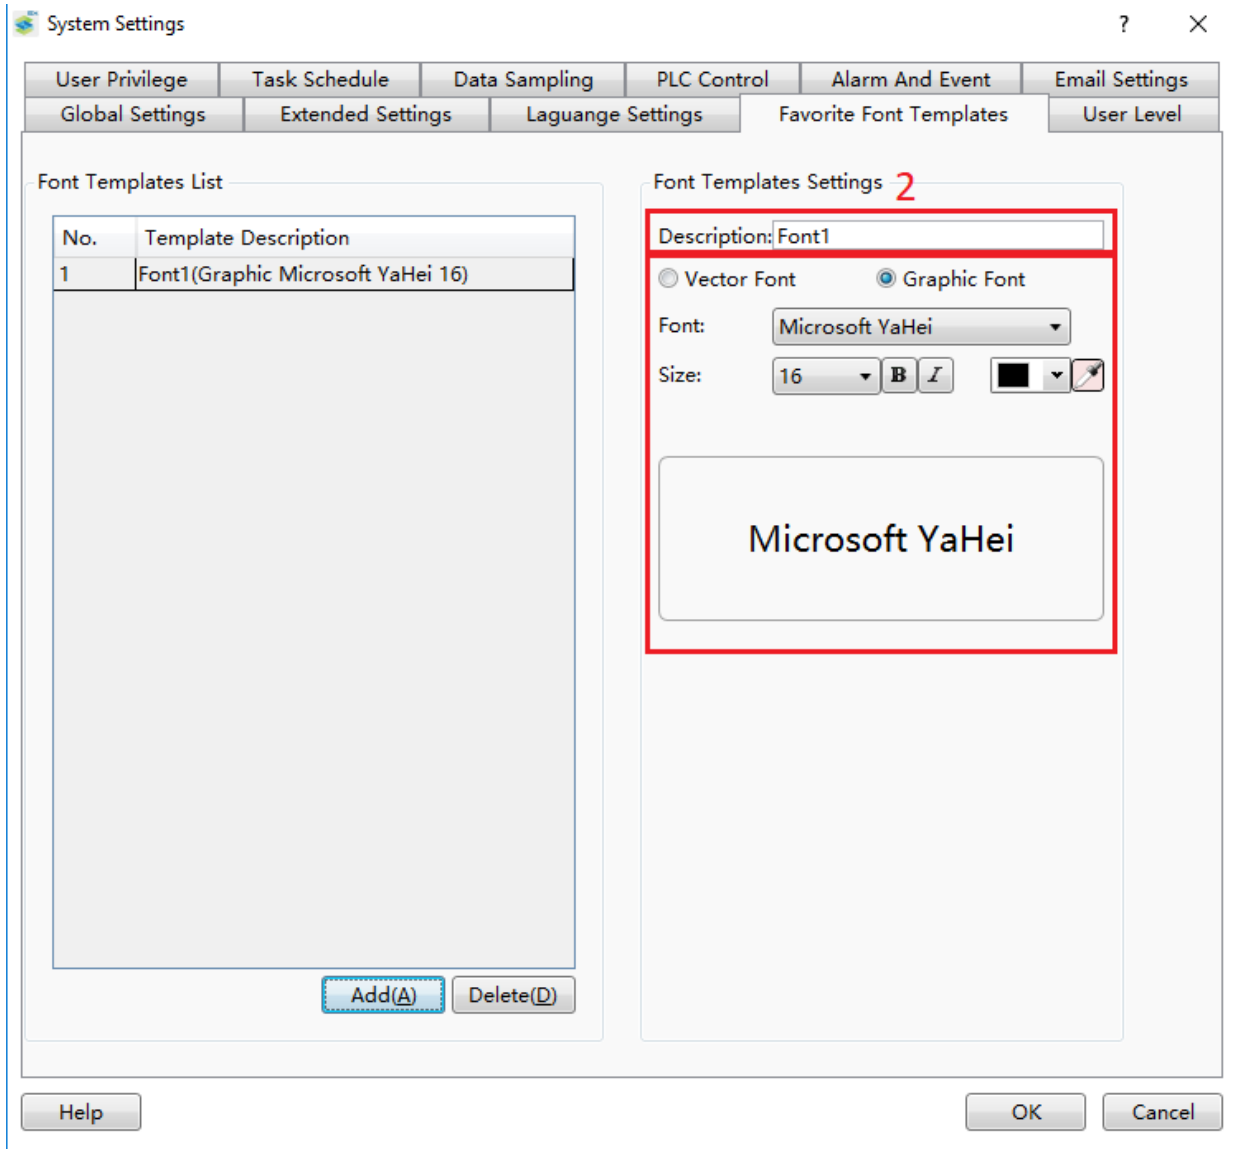 System Settings
?
User Privilege
Task Schedule
Data Sampling
PLC Control
Alarm And Event
Email Settings
Global Settings
Extended Settings
Laguange Settings
Favorite Font Templates
User Level
Font Templates List
No.
Template Description
1
Font1(Graphic Microsoft YaHei 16)
Add(A)
Delete(D)
Font Templates Settings
2
Description: Font1
Vector Font
Graphic Font
Font:
Microsoft YaHei
Size:
16
B
I
Microsoft YaHei
Help
OK
Cancel